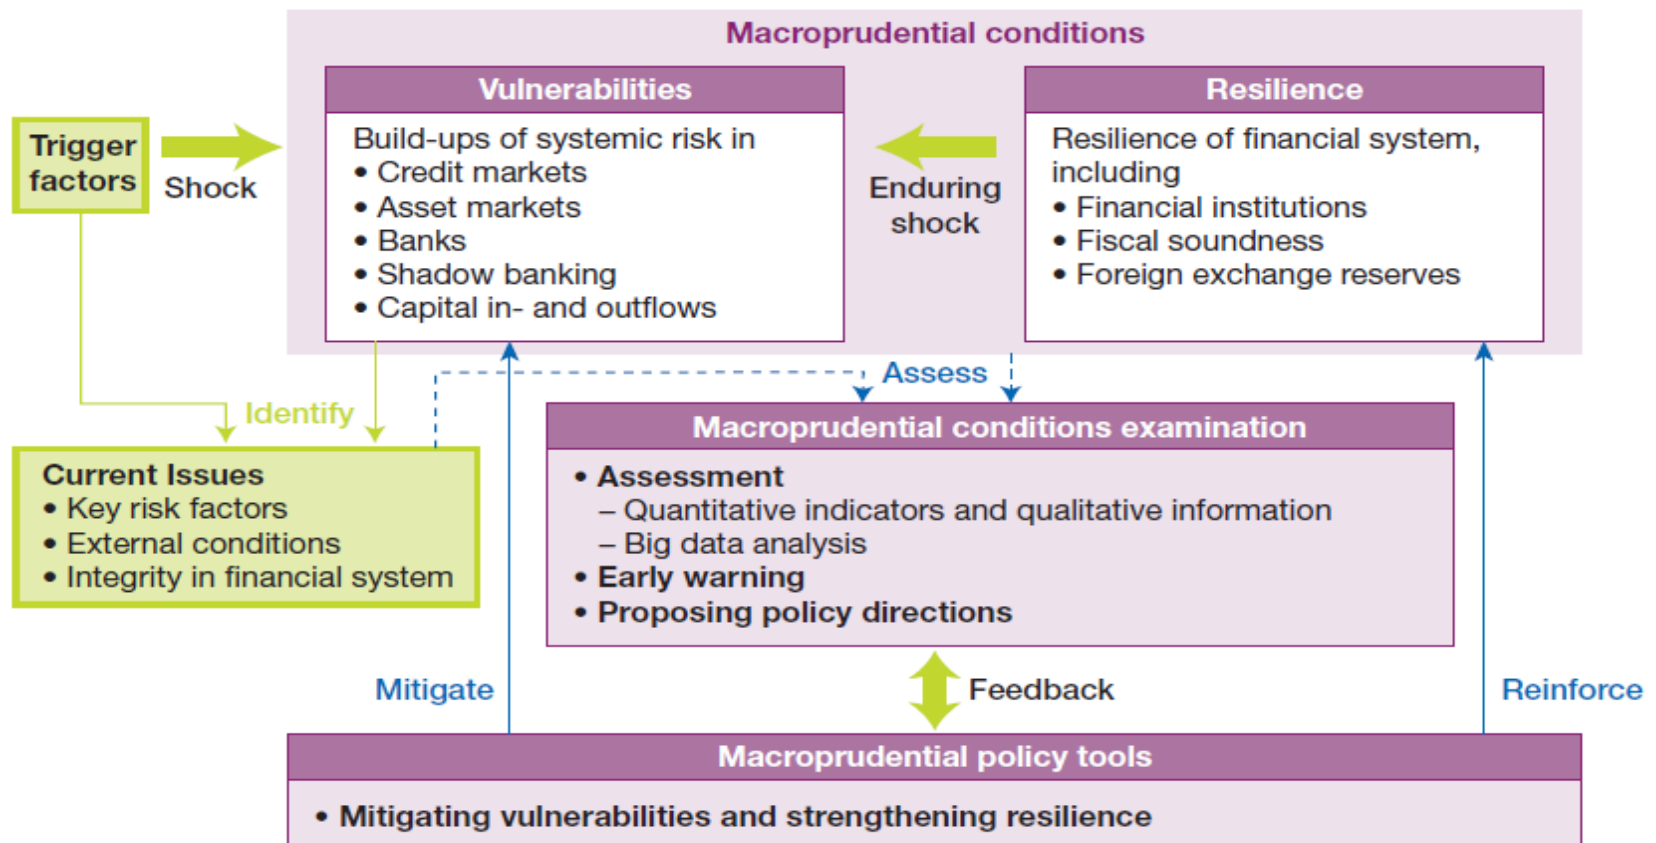 Macroprudential conditions
Trigger
factors
Shock
Vulnerabilities
Build-ups of systemic risk in
• Credit markets
• Asset markets
• Banks
• Shadow banking
• Capital in- and outflows
Enduring
shock
Resilience
Resilience of financial system,
including
• Financial institutions
• Fiscal soundness
• Foreign exchange reserves
Identify
Assess
Current Issues
• Key risk factors
• External conditions
• Integrity in financial system
Macroprudential conditions examination
• Assessment
– Quantitative indicators and qualitative information
– Big data analysis
• Early warning
• Proposing policy directions
Mitigate
Feedback
Reinforce
Macroprudential policy tools
• Mitigating vulnerabilities and strengthening resilience